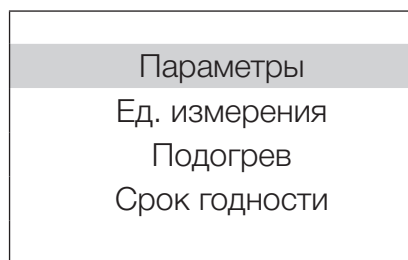 Параметры
Ед. измерения
Подогрев
Срок годности